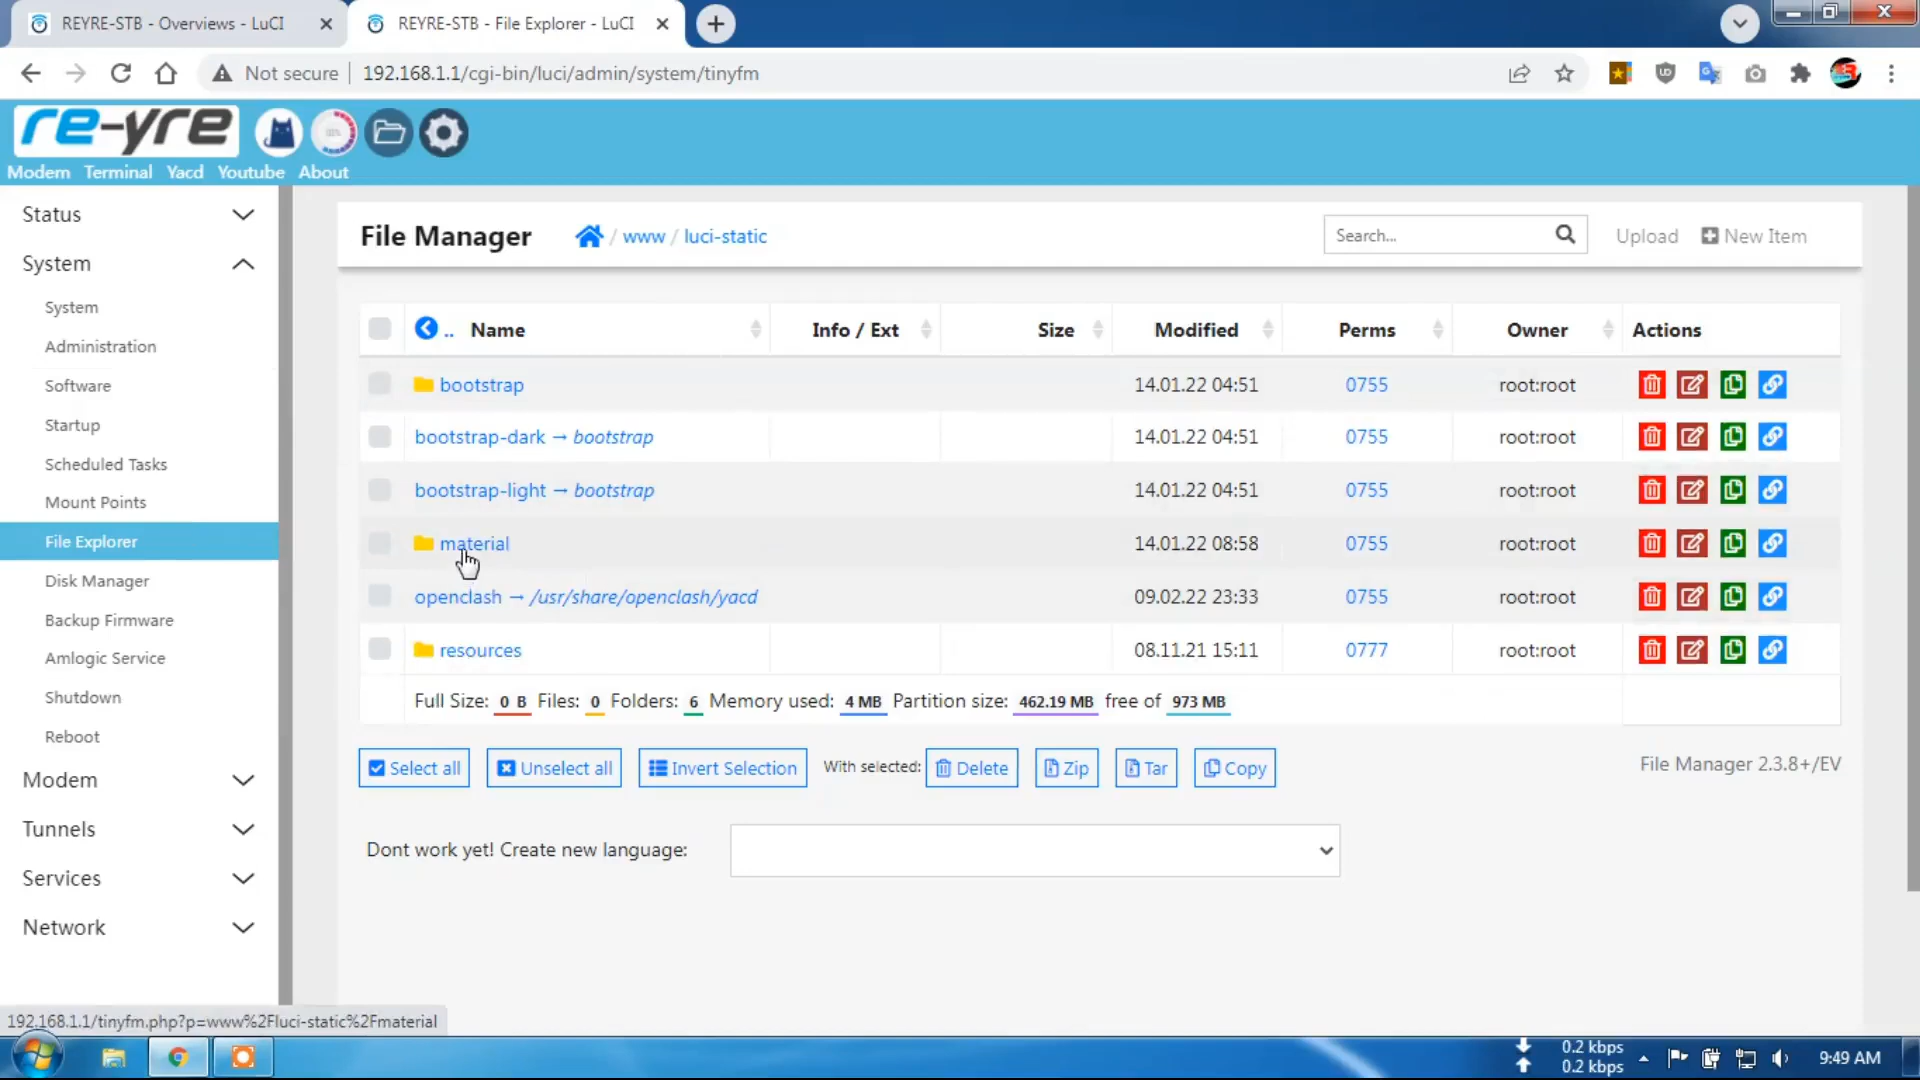 REYRE-STB - Overviews - LuCI
REYRE-STB - File Explorer - LuCI
Not secure
192.168.1.1/cgi-bin/luci/admin/system/tinyfm
re-yre
Modem Terminal Yacd Youtube About
Status
System
System
Administration
Software
Startup
Scheduled Tasks
Mount Points
File Explorer
Disk Manager
Backup Firmware
Amlogic Service
Shutdown
Reboot
Modem
Tunnels
Services
Network
File Manager / www / luci-static Search... Upload New Item
.. Name Info / Ext Size Modified Perms Owner Actions
bootstrap 14.01.22 04:51 0755 root:root
bootstrap-dark → bootstrap 14.01.22 04:51 0755 root:root
bootstrap-light → bootstrap 14.01.22 04:51 0755 root:root
material 14.01.22 08:58 0755 root:root
openclash → /usr/share/openclash/yacd 09.02.22 23:33 0755 root:root
resources 08.11.21 15:11 0777 root:root
Full Size: 0 B Files: 0 Folders: 6 Memory used: 4 MB Partition size: 462.19 MB free of 973 MB
Select all Unselect all Invert Selection With selected: Delete Zip Tar Copy
File Manager 2.3.8+/EV
Dont work yet! Create new language:
192.168.1.1/tinyfm.php?p=www%2Fluci-static%2Fmaterial
0.2 kbps
0.2 kbps
9:49 AM